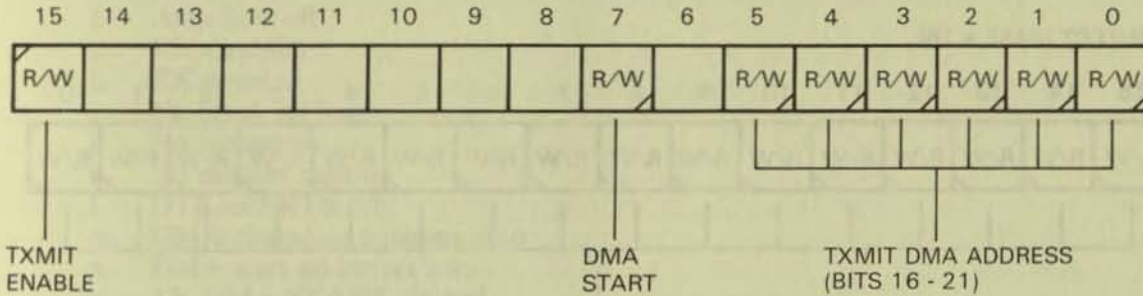 15 14 13 12 11 10 9 8 7 6 5 4 3 2 1 0
R/W R/W R/W R/W R/W R/W R/W R/W
TXMIT DMA TXMIT DMA ADDRESS
ENABLE START (BITS 16 - 21)